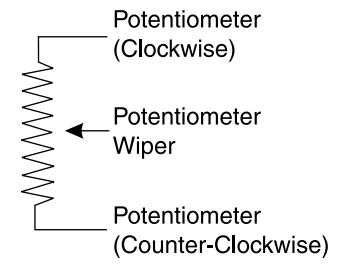 Potentiometer
(Clockwise)
Potentiometer
Wiper
Potentiometer
(Counter-Clockwise)